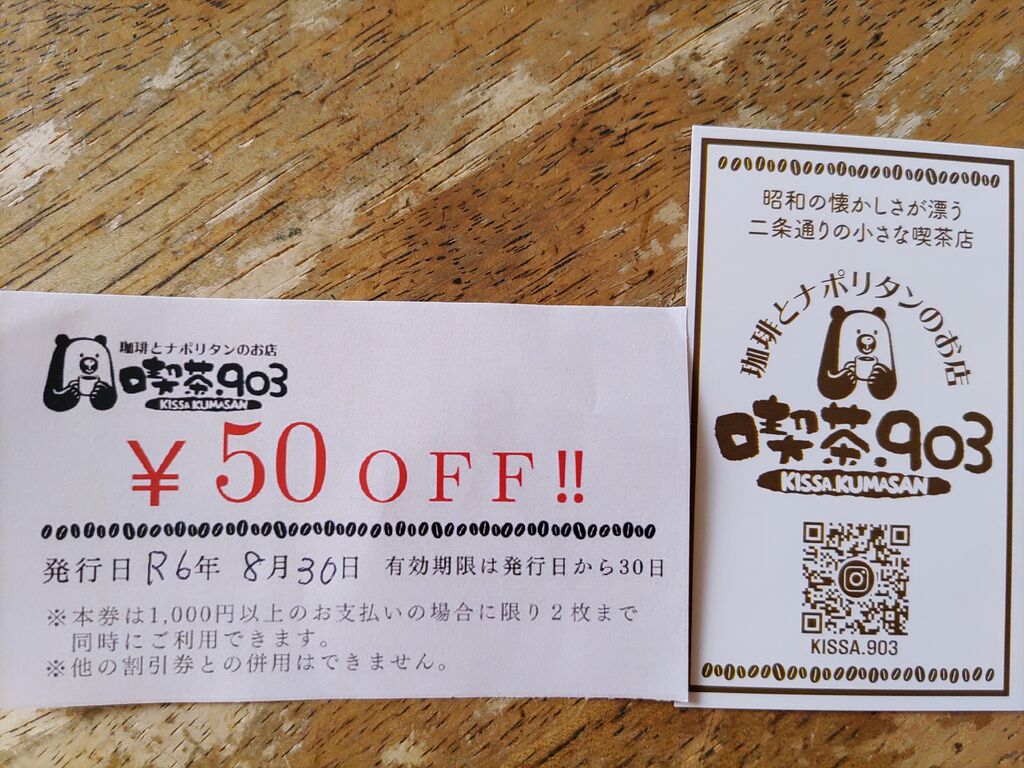 珈琲とナポリタンのお店
喫茶.903
KISSA.KUMASAN
¥50 OFF!!
発行日 R6年 8月30日 有効期限は発行日から30日
※本券は1,000円以上のお支払いの場合に限り2枚まで
同時にご利用できます。
※他の割引券との併用はできません。
昭和の懐かしさが漂う
二条通りの小さな喫茶店
珈琲とナポリタンのお店
喫茶.903
KISSA.KUMASAN
KISSA.903